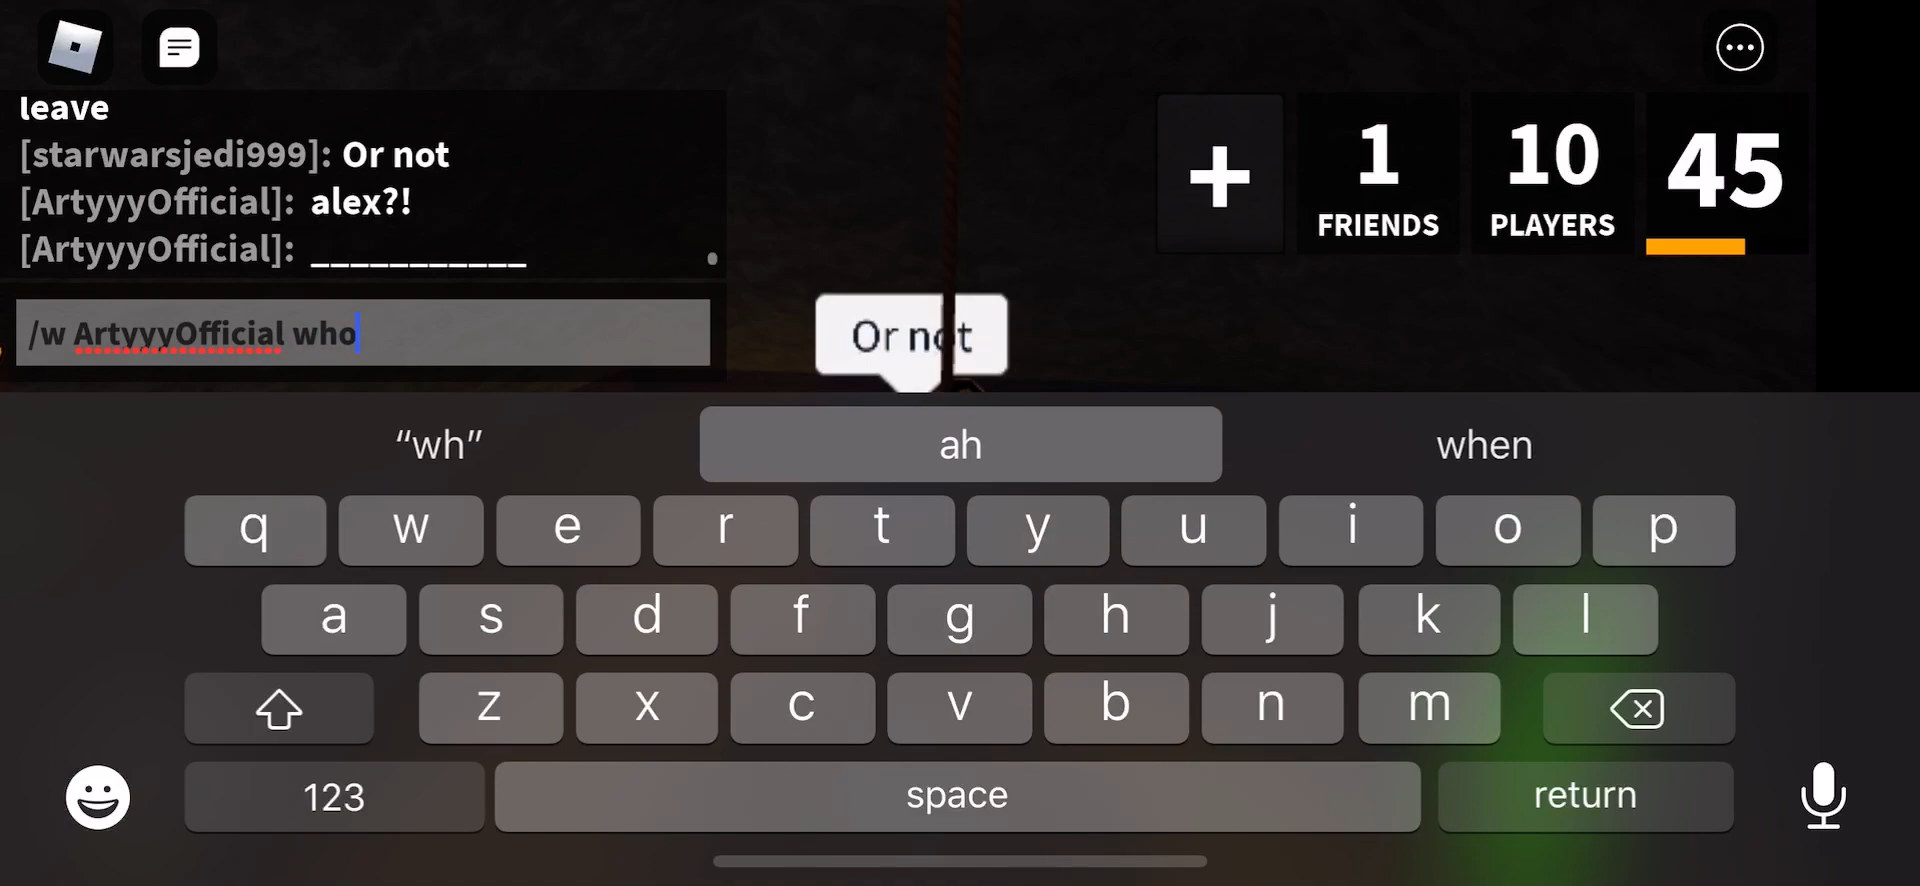 leave
[starwarsjedi999]: Or not
[ArtyyyOfficial]: alex?!
[ArtyyyOfficial]: ___________
/w ArtyyyOfficial who
+
1
FRIENDS
10
PLAYERS
45
Or not
“wh” ah when
q w e r t y u i o p
a s d f g h j k l
z x c v b n m
123 space return